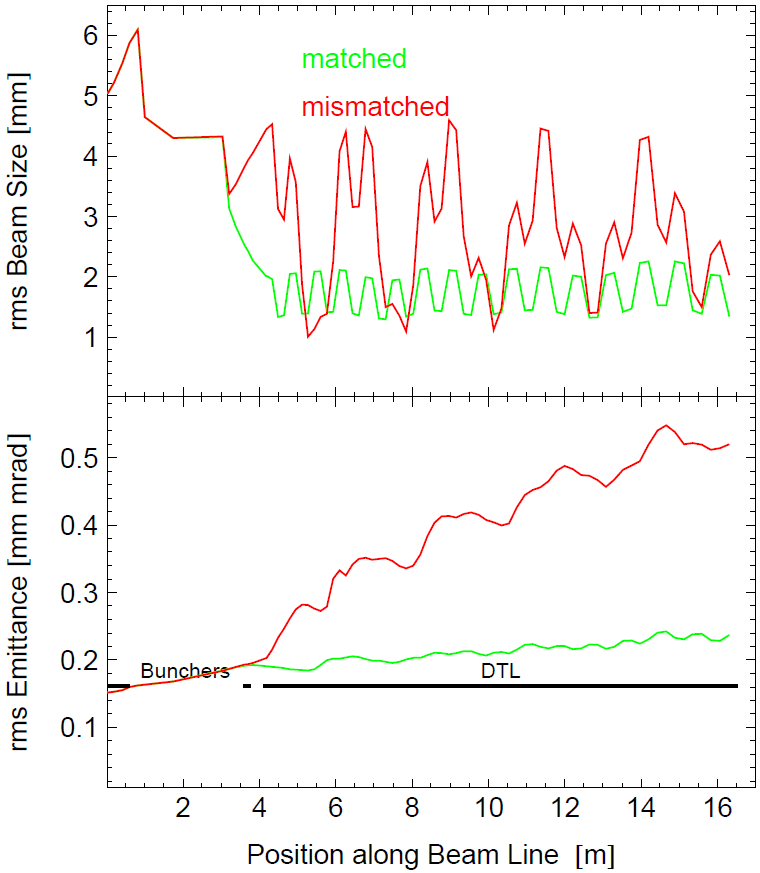 rms Beam Size [mm]
6
5
4
3
2
1
matched
mismatched
rms Emittance [mm mrad]
0.5
0.4
0.3
0.2
0.1
Bunchers
DTL
2 4 6 8 10 12 14 16
Position along Beam Line [m]